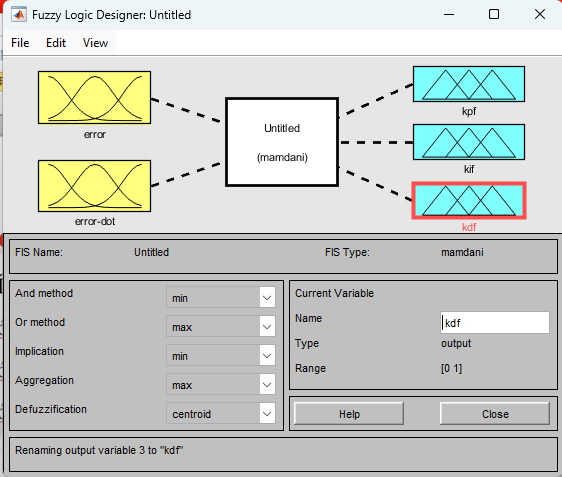 Fuzzy Logic Designer: Untitled
File Edit View
error
error-dot
Untitled
(mamdani)
kpf
kif
kdf
FIS Name: Untitled FIS Type: mamdani
And method min
Or method max
Implication min
Aggregation max
Defuzzification centroid
Current Variable
Name kdf
Type output
Range [0 1]
Help Close
Renaming output variable 3 to "kdf"